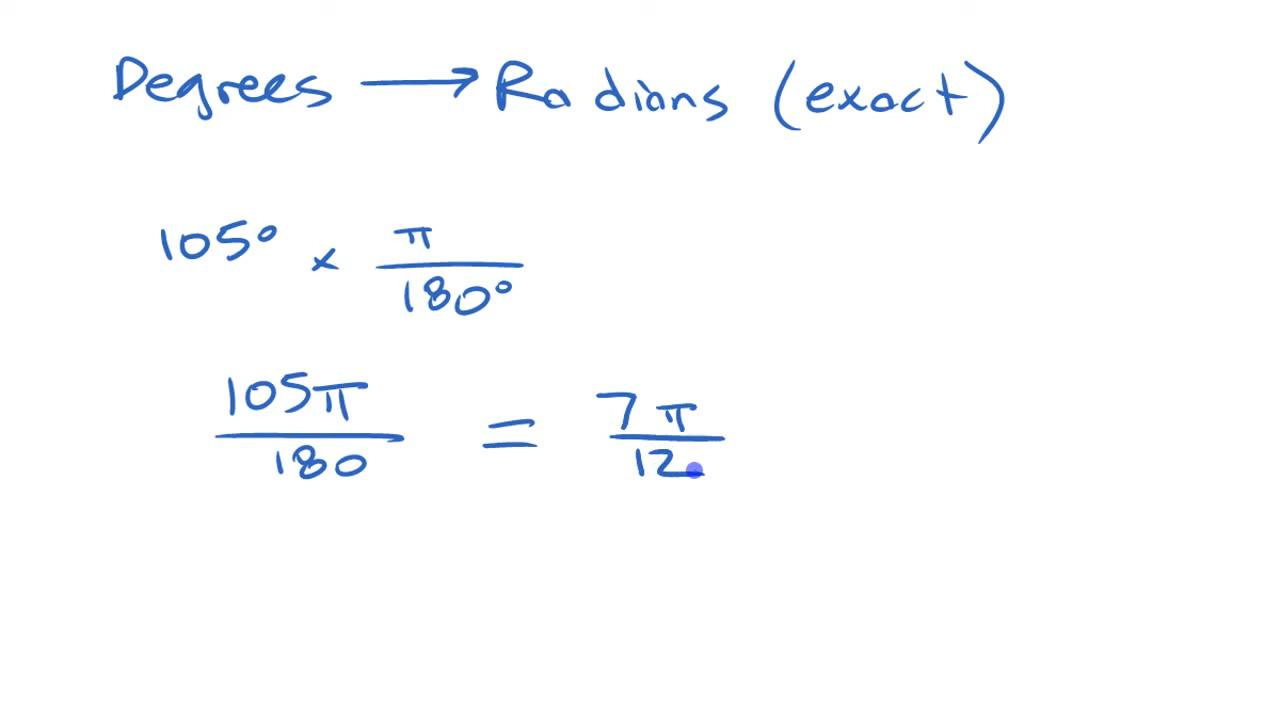 Degrees → Radians (exact)
105° × π/180°
105π/180 = 7π/12